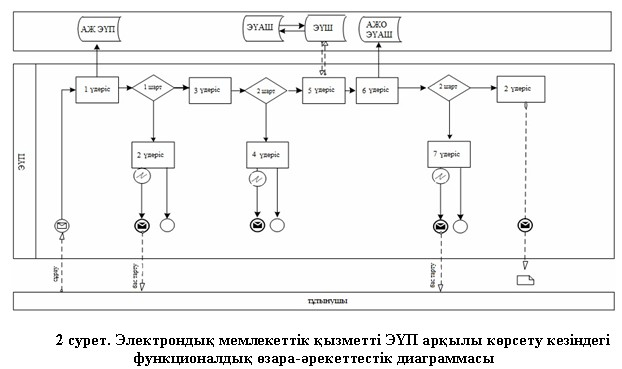 АЖ ЭҮП
ЭҮАШ
ЭҮШ
АЖО
ЭҮАШ
1 үдеріс
1 шарт
3 үдеріс
2 шарт
5 үдеріс
6 үдеріс
2 шарт
2 үдеріс
2 үдеріс
4 үдеріс
7 үдеріс
ЭҮП
сұрау
бас тарту
бас тарту
тұтынушы
2 сурет. Электрондық мемлекеттік қызметті ЭҮП арқылы көрсету кезіндегі
функционалдық өзара-әрекеттестік диаграммасы